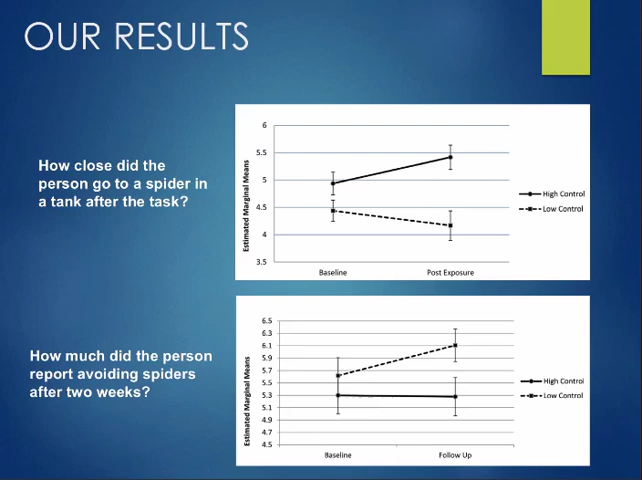 OUR RESULTS
How close did the
person go to a spider in
a tank after the task?
Estimated Marginal Means
6
5.5
5
4.5
4
3.5
Baseline
Post Exposure
High Control
Low Control
How much did the person
report avoiding spiders
after two weeks?
Estimated Marginal Means
6.5
6.3
6.1
5.9
5.7
5.5
5.3
5.1
4.9
4.7
4.5
Baseline
Follow Up
High Control
Low Control